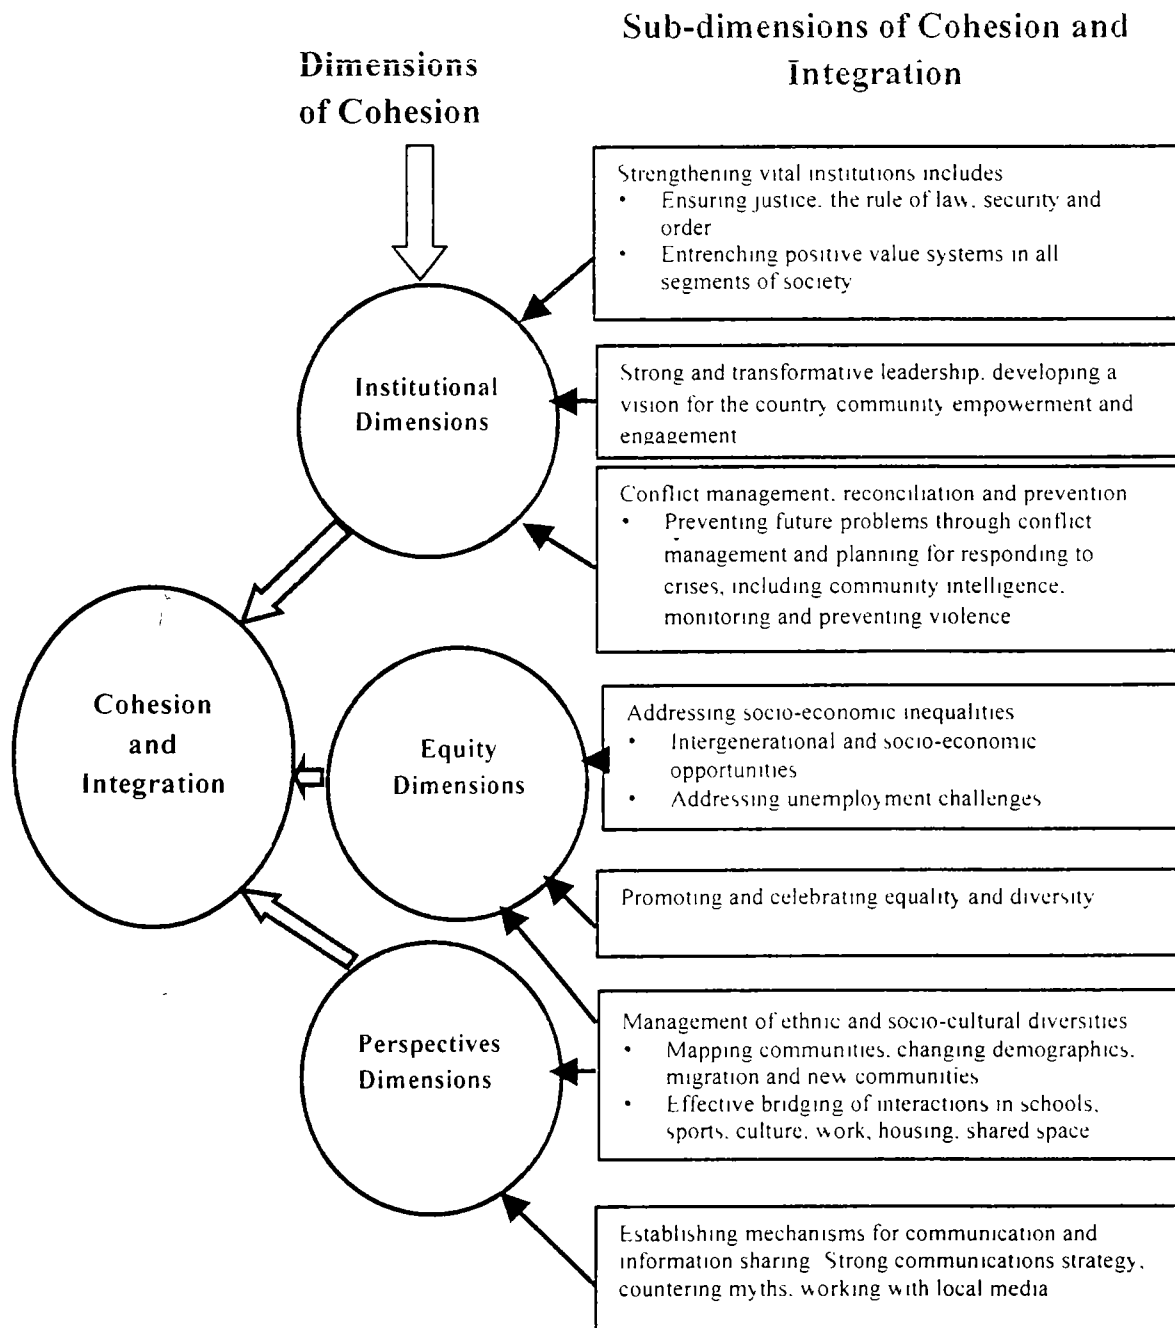 Dimensions
of Cohesion
Sub-dimensions of Cohesion and
Integration
Strengthening vital institutions includes
• Ensuring justice, the rule of law, security and
order
• Entrenching positive value systems in all
segments of society
Institutional
Dimensions
Strong and transformative leadership, developing a
vision for the country community empowerment and
engagement
Conflict management, reconciliation and prevention
• Preventing future problems through conflict
management and planning for responding to
crises, including community intelligence,
monitoring and preventing violence
Cohesion
and
Integration
Equity
Dimensions
Addressing socio-economic inequalities
• Intergenerational and socio-economic
opportunities
• Addressing unemployment challenges
Promoting and celebrating equality and diversity
Perspectives
Dimensions
Management of ethnic and socio-cultural diversities
• Mapping communities, changing demographics,
migration and new communities
• Effective bridging of interactions in schools,
sports, culture, work, housing, shared space
Establishing mechanisms for communication and
information sharing Strong communications strategy,
countering myths, working with local media